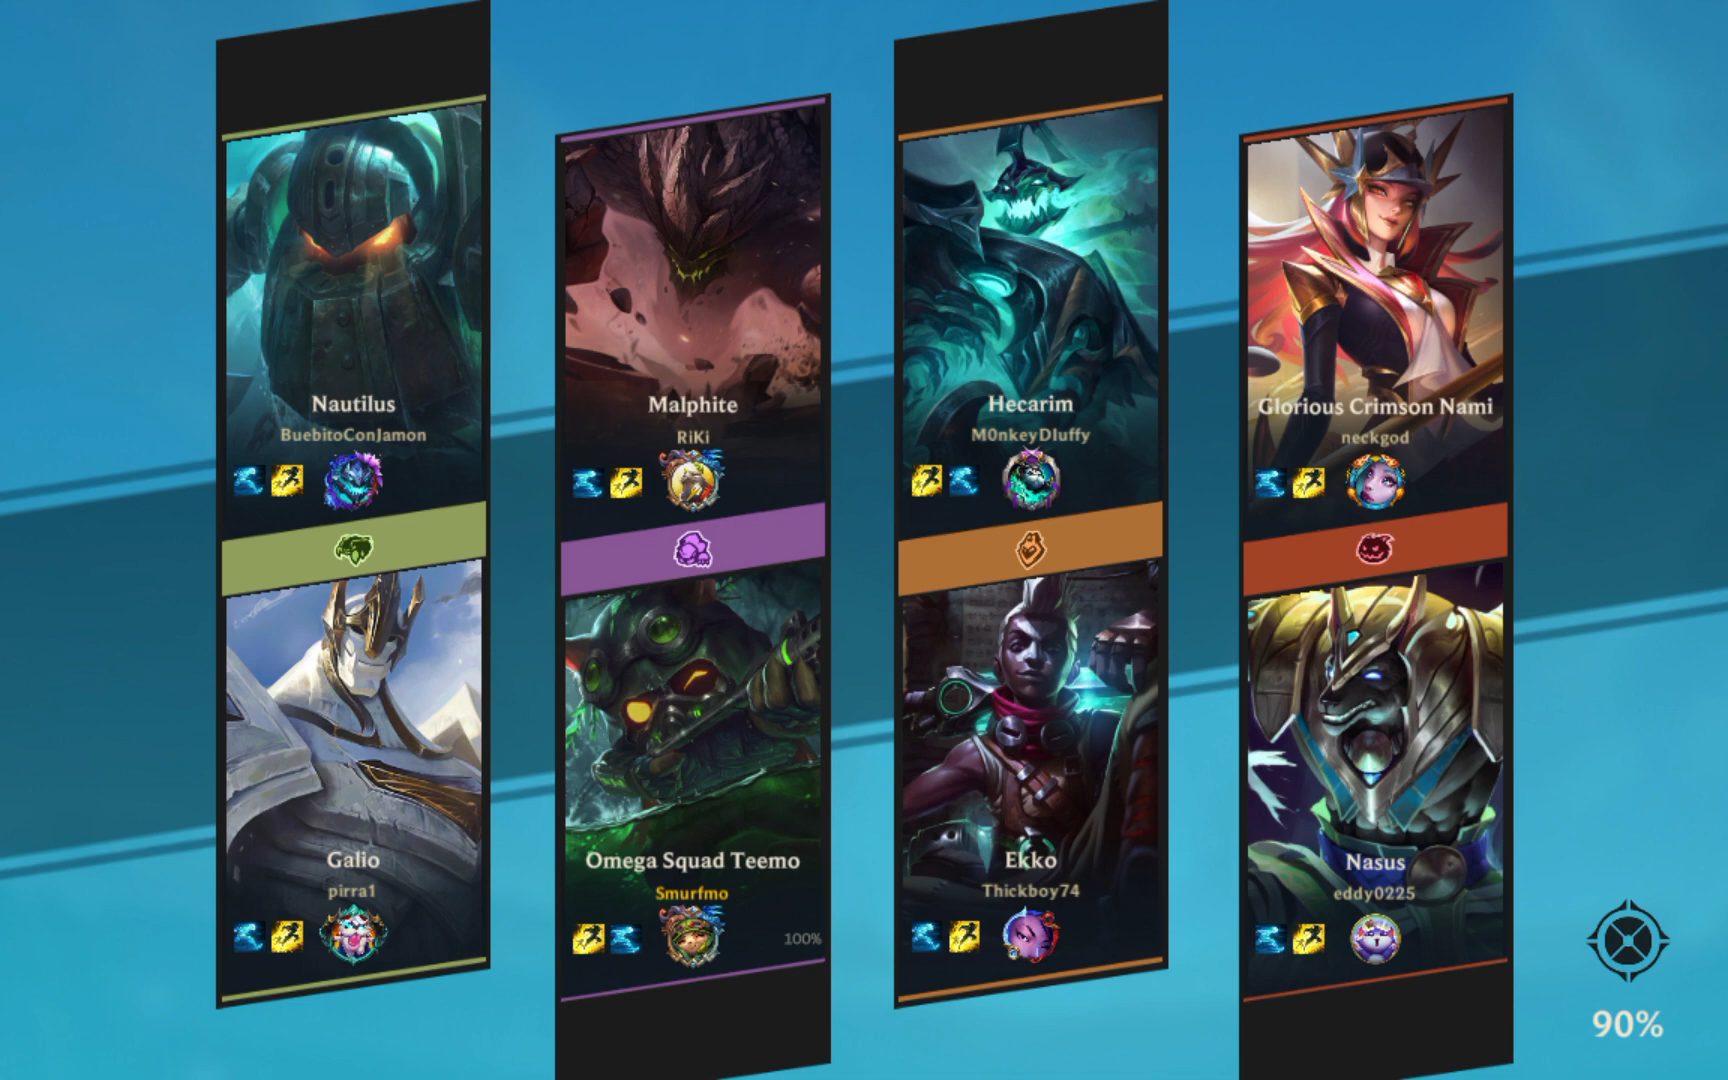 Nautilus
BuebitoConJamon
Malphite
RiKi
Hecarim
M0nkeyDluffy
Glorious Crimson Nami
neckgod
Galio
pirra1
Omega Squad Teemo
Smurfmo
100%
Ekko
Thickboy74
Nasus
eddy0225
90%